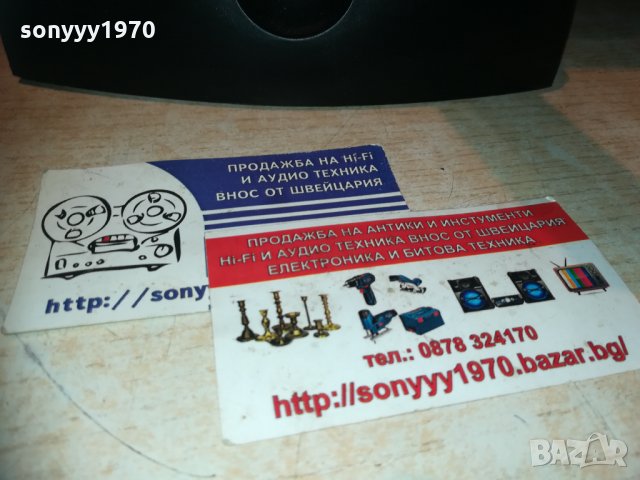 sonyyy1970
ПРОДАЖБА НА Hi-Fi
И АУДИО ТЕХНИКА
ВНОС ОТ ШВЕЙЦАРИЯ
http://sony
ПРОДАЖБА НА АНТИКИ И ИНСТУМЕНТИ
Hi-Fi И АУДИО ТЕХНИКА ВНОС ОТ ШВЕЙЦАРИЯ
ЕЛЕКТРОНИКА И БИТОВА ТЕХНИКА
тел.: 0878 324170
http://sonyyy1970.bazar.bg/
BAZAR.bg